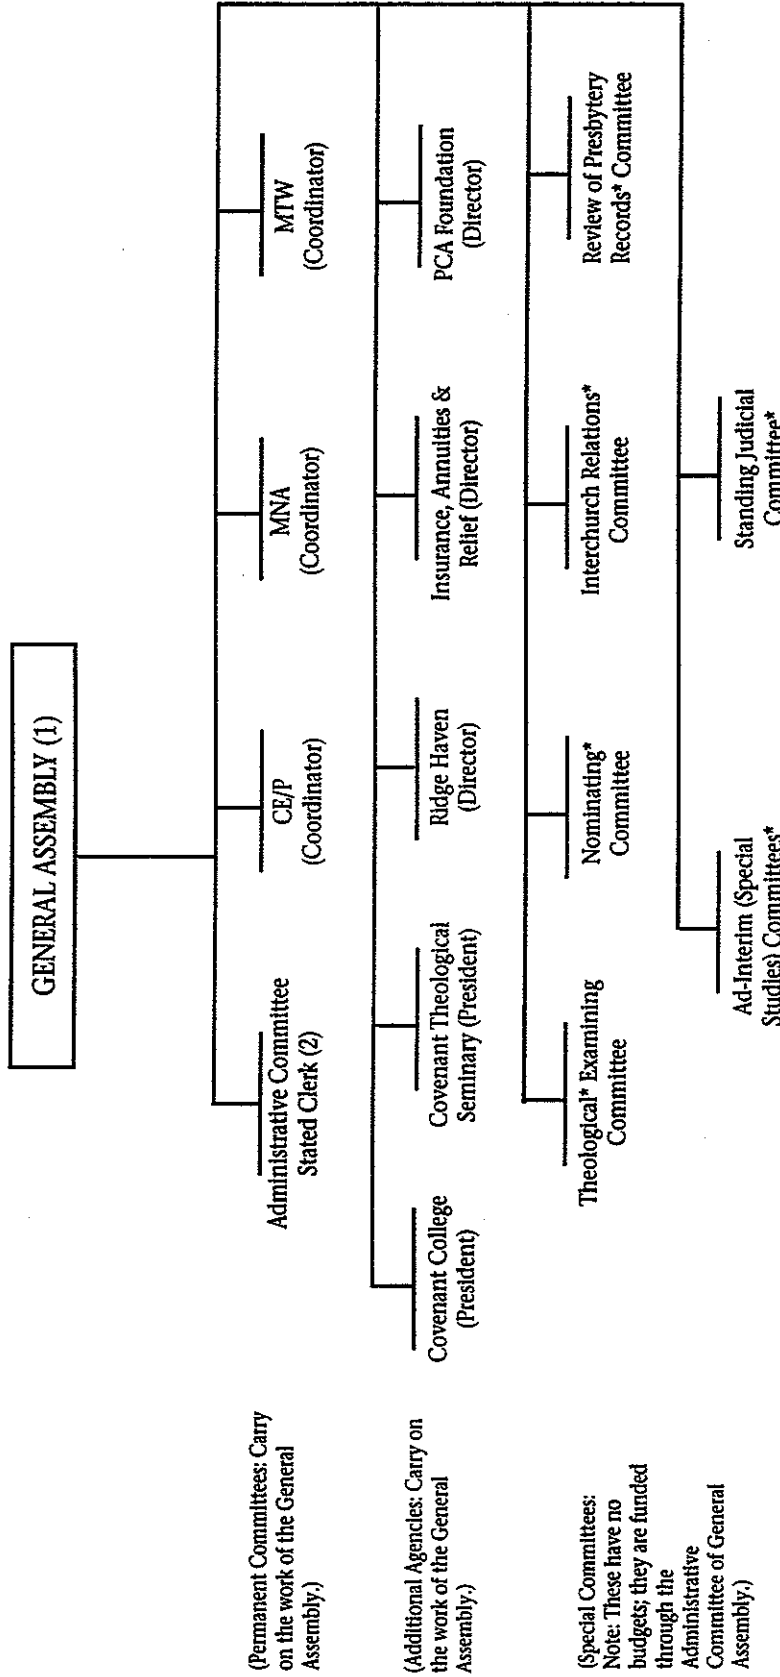 GENERAL ASSEMBLY (1)
(Permanent Committees: Carry
on the work of the General
Assembly.)
Administrative Committee
Stated Clerk (2)
CE/P
(Coordinator)
MNA
(Coordinator)
MTW
(Coordinator)
(Additional Agencies: Carry on
the work of the General
Assembly.)
Covenant College
(President)
Covenant Theological
Seminary (President)
Ridge Haven
(Director)
Insurance, Annuities &
Relief (Director)
PCA Foundation
(Director)
(Special Committees:
Note: These have no
budgets; they are funded
through the
Administrative
Committee of General
Assembly.)
Theological* Examining
Committee
Nominating*
Committee
Interchurch Relations*
Committee
Review of Presbytery
Records* Committee
Ad-Interim (Special
Studies) Committees*
Standing Judicial
Committee*